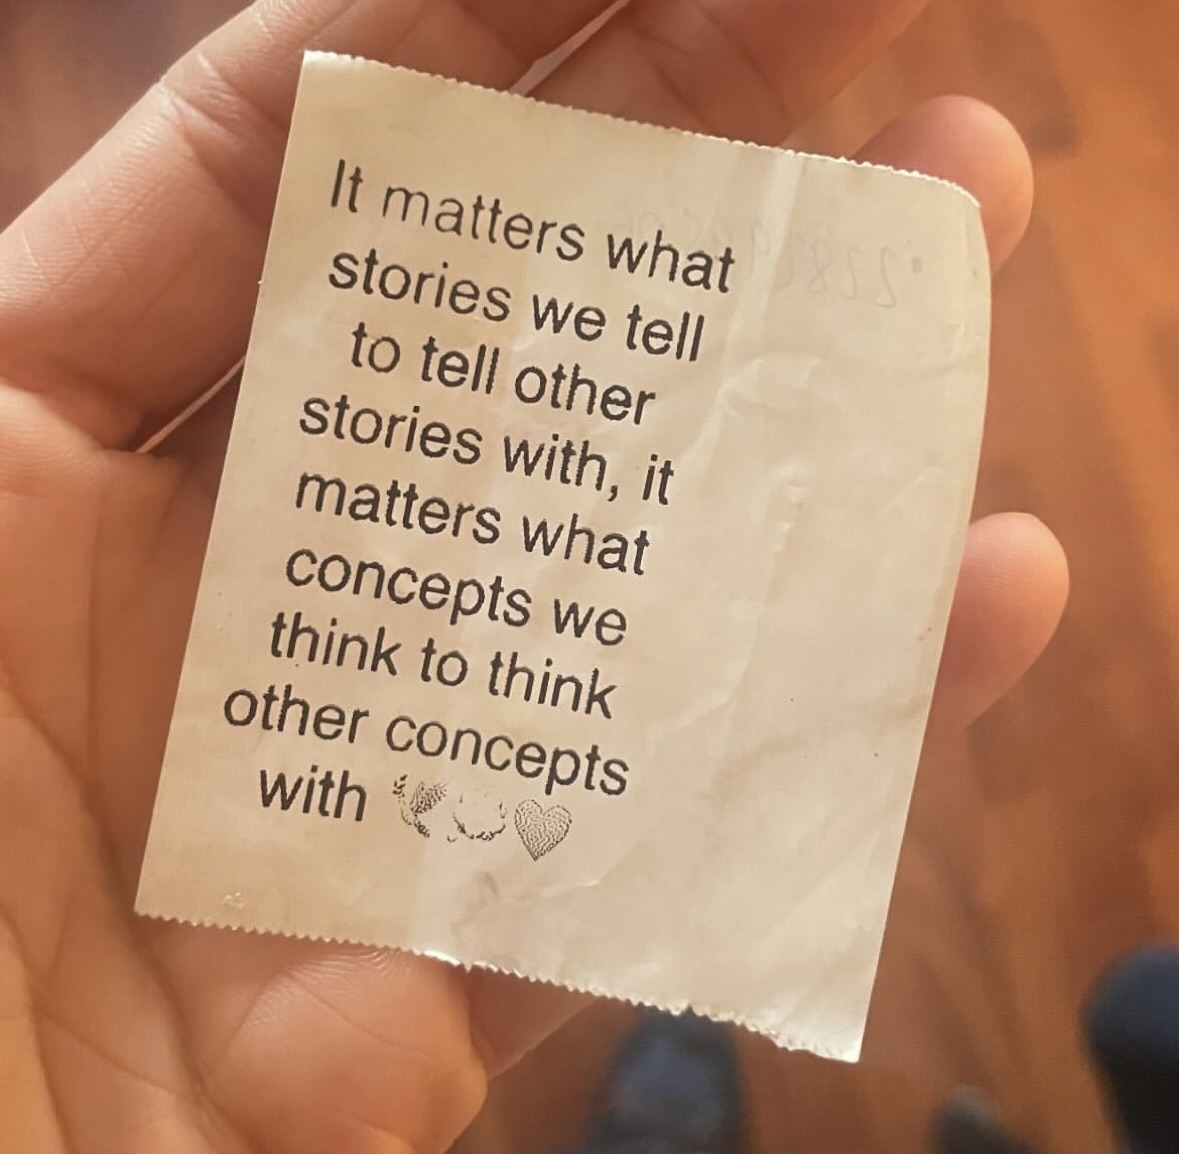 It matters what
stories we tell
to tell other
stories with, it
matters what
concepts we
think to think
other concepts
with